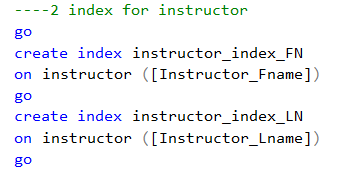 ----2 index for instructor
go
create index instructor_index_FN
on instructor ([Instructor_Fname])
go
create index instructor_index_LN
on instructor ([Instructor_Lname])
go